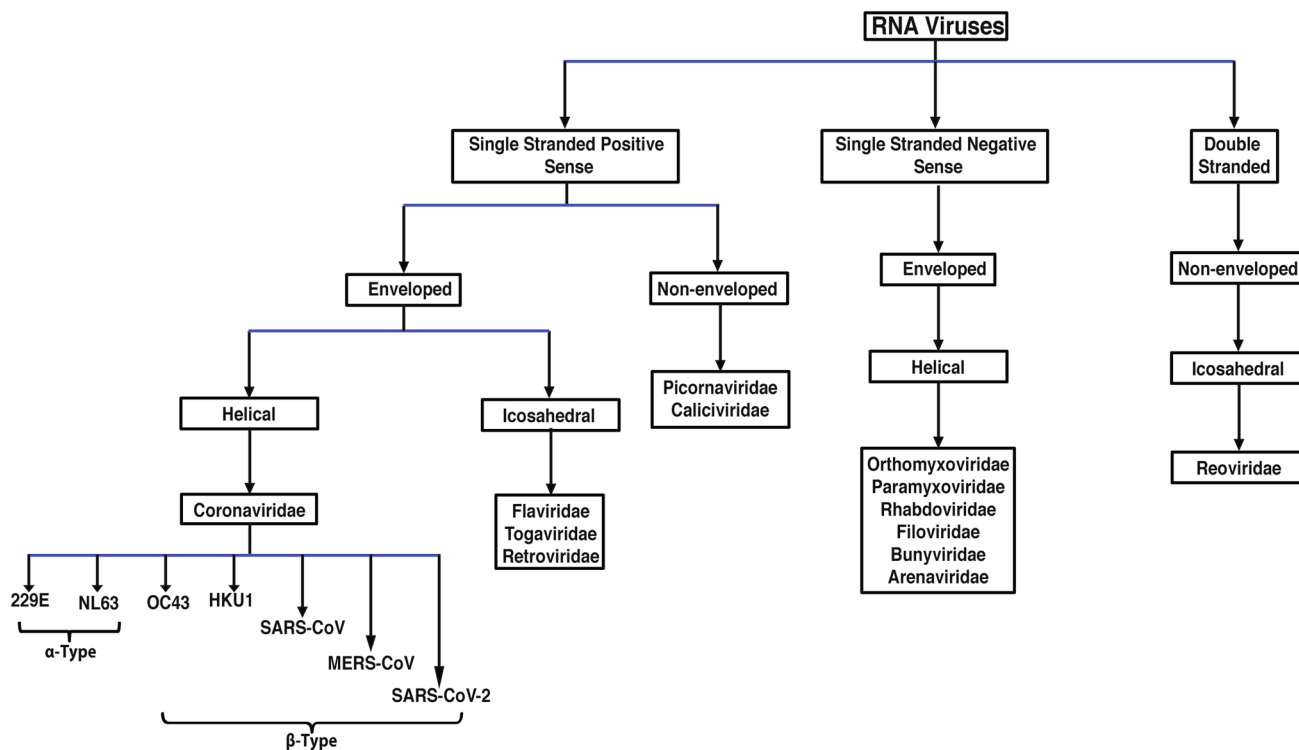 RNA Viruses
Single Stranded Positive
Sense
Single Stranded Negative
Sense
Double
Stranded
Enveloped
Non-enveloped
Enveloped
Non-enveloped
Helical
Icosahedral
Picornaviridae
Caliciviridae
Helical
Icosahedral
Coronaviridae
Flaviridae
Togaviridae
Retroviridae
Orthomyxoviridae
Paramyxoviridae
Rhabdoviridae
Filoviridae
Bunyviridae
Arenaviridae
Reoviridae
229E
NL63
OC43
HKU1
SARS-CoV
MERS-CoV
SARS-CoV-2
α-Type
β-Type